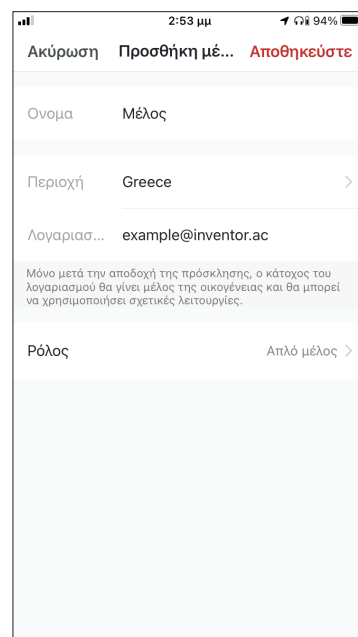 2:53 μμ 94%
Ακύρωση Προσθήκη μέ... Αποθηκεύστε
Ονομα Μέλος
Περιοχή Greece
Λογαριασ... example@inventor.ac
Μόνο μετά την αποδοχή της πρόσκλησης, ο κάτοχος του
λογαριασμού θα γίνει μέλος της οικογένειας και θα μπορεί
να χρησιμοποιήσει σχετικές λειτουργίες.
Ρόλος Απλό μέλος